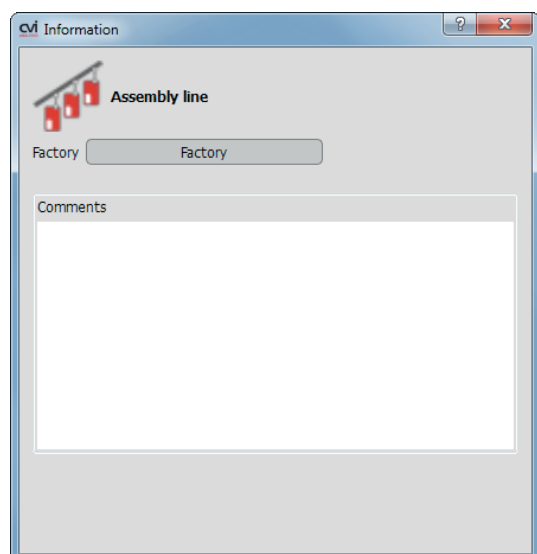 cvi Information
?
Assembly line
Factory Factory
Comments